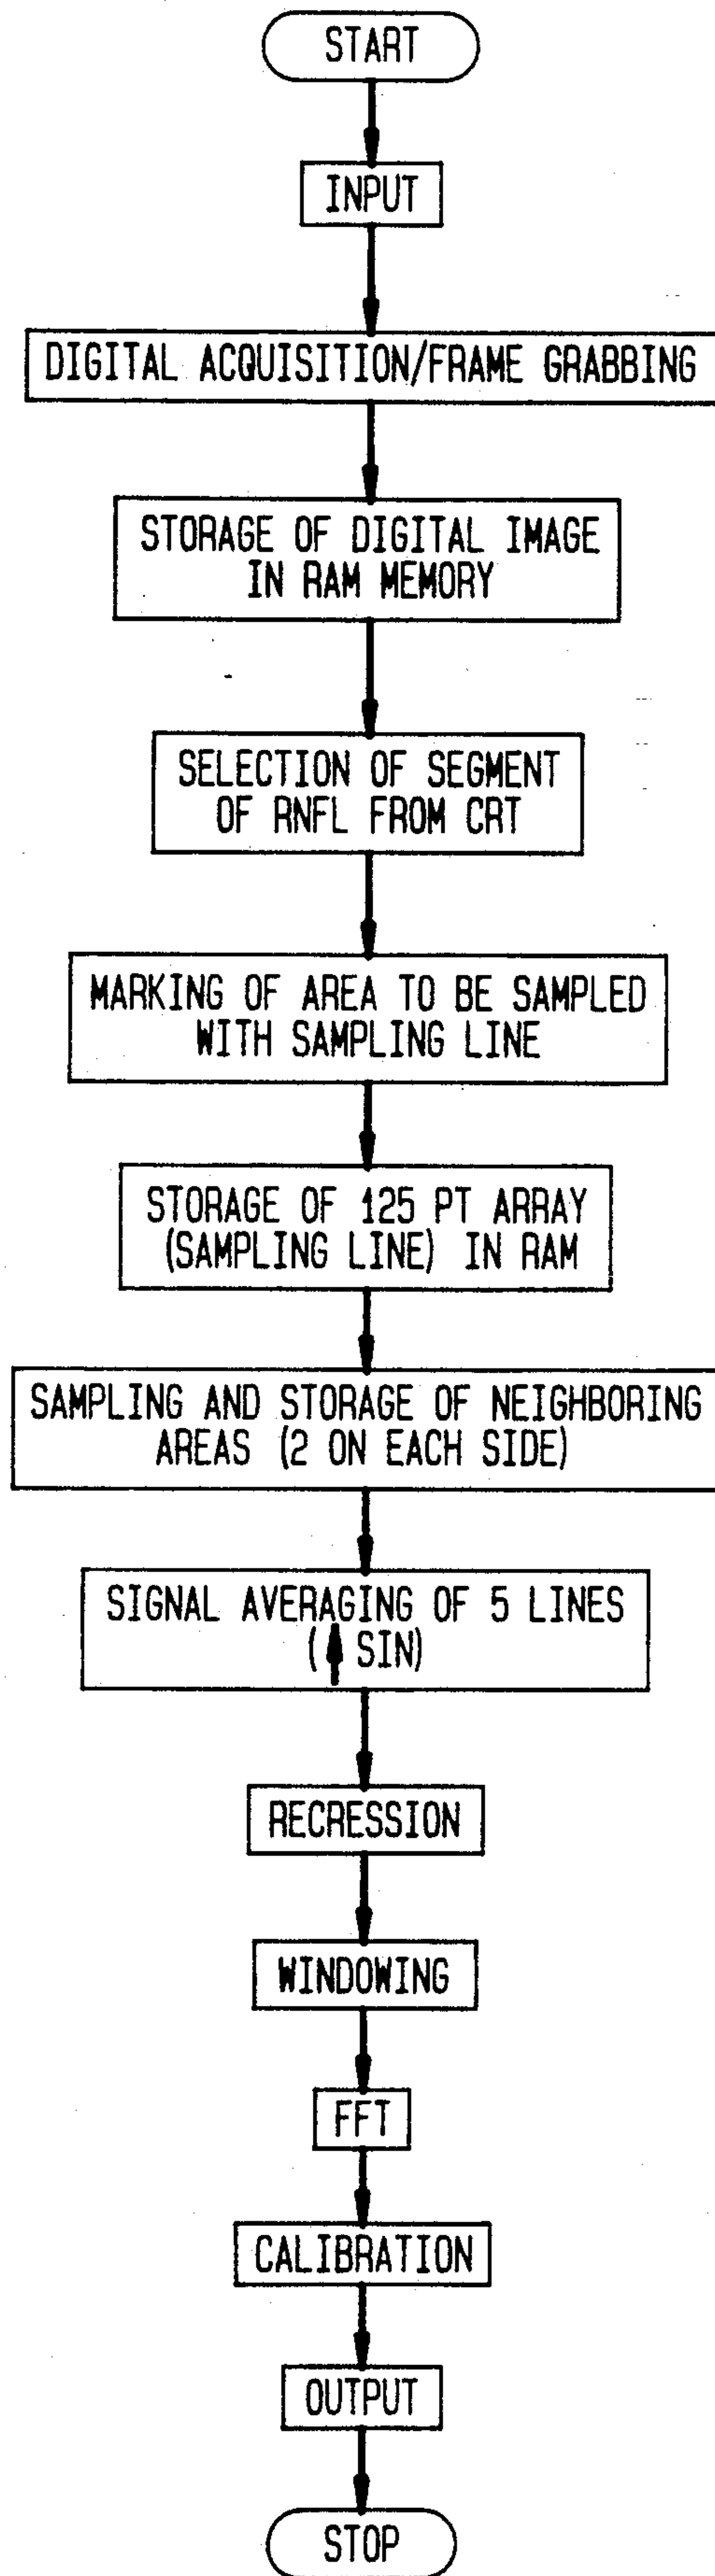 START
INPUT
DIGITAL ACQUISITION/FRAME GRABBING
STORAGE OF DIGITAL IMAGE
IN RAM MEMORY
SELECTION OF SEGMENT
OF RNFL FROM CRT
MARKING OF AREA TO BE SAMPLED
WITH SAMPLING LINE
STORAGE OF 125 PT ARRAY
(SAMPLING LINE) IN RAM
SAMPLING AND STORAGE OF NEIGHBORING
AREAS (2 ON EACH SIDE)
SIGNAL AVERAGING OF 5 LINES
(↑ SIN)
RECRESSION
WINDOWING
FFT
CALIBRATION
OUTPUT
STOP